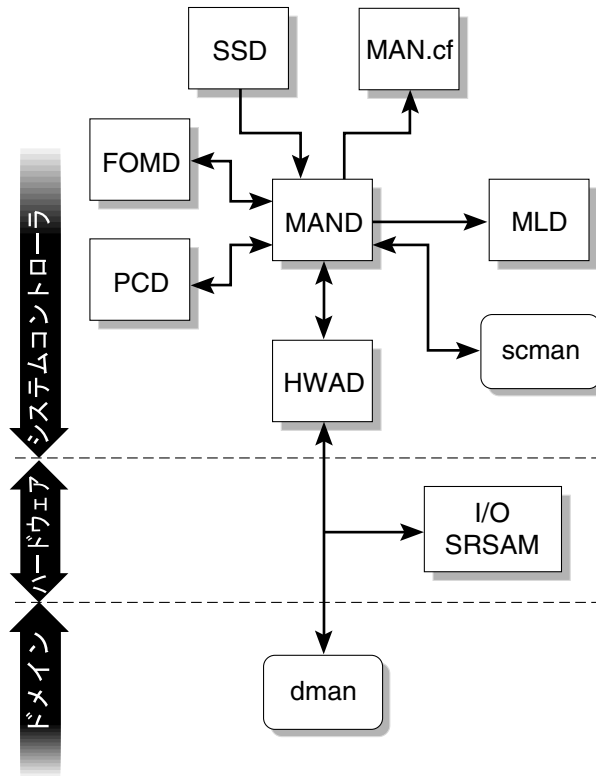 SSD
MAN.cf
FOMD
MAND
MLD
PCD
scman
HWAD
システムコントローラ
I/O
SRSAM
ハードウェア
dman
ドメイン